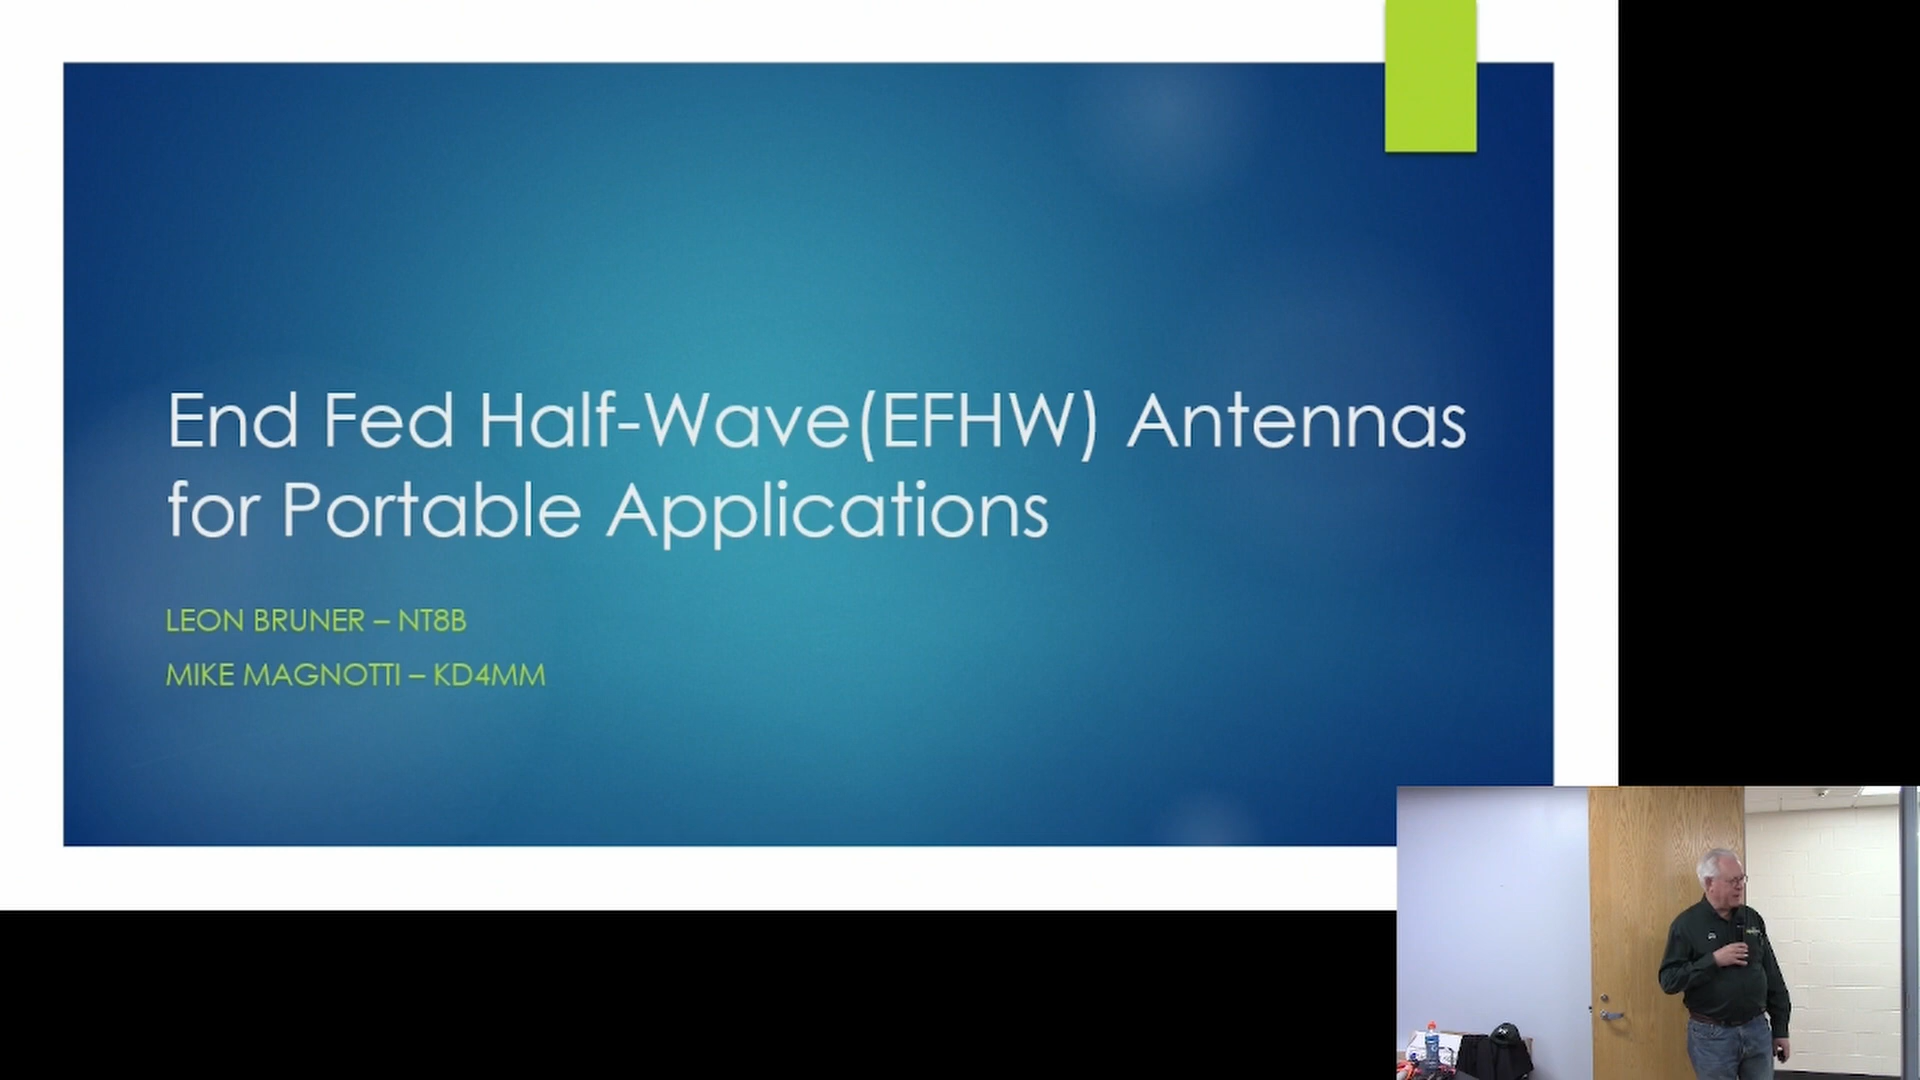 End Fed Half-Wave(EFHW) Antennas
for Portable Applications
LEON BRUNER – NT8B
MIKE MAGNOTTI – KD4MM